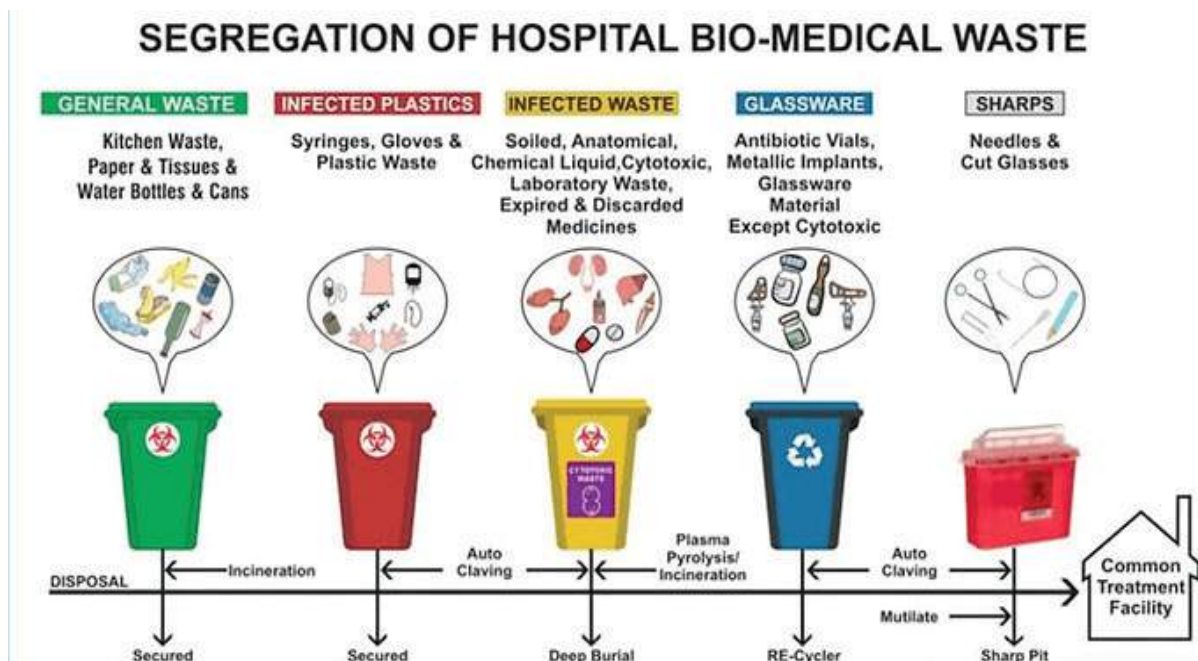 SEGREGATION OF HOSPITAL BIO-MEDICAL WASTE
GENERAL WASTE
Kitchen Waste,
Paper & Tissues &
Water Bottles & Cans
INFECTED PLASTICS
Syringes, Gloves &
Plastic Waste
INFECTED WASTE
Soiled, Anatomical,
Chemical Liquid,Cytotoxic,
Laboratory Waste,
Expired & Discarded
Medicines
GLASSWARE
Antibiotic Vials,
Metallic Implants,
Glassware
Material
Except Cytotoxic
SHARPS
Needles &
Cut Glasses
CYTOTOXIC
WASTE
DISPOSAL
Incineration
Auto
Claving
Plasma
Pyrolysis/
Incineration
Auto
Claving
Mutilate
Common
Treatment
Facility
Secured
Secured
Deep Burial
RE-Cycler
Sharp Pit